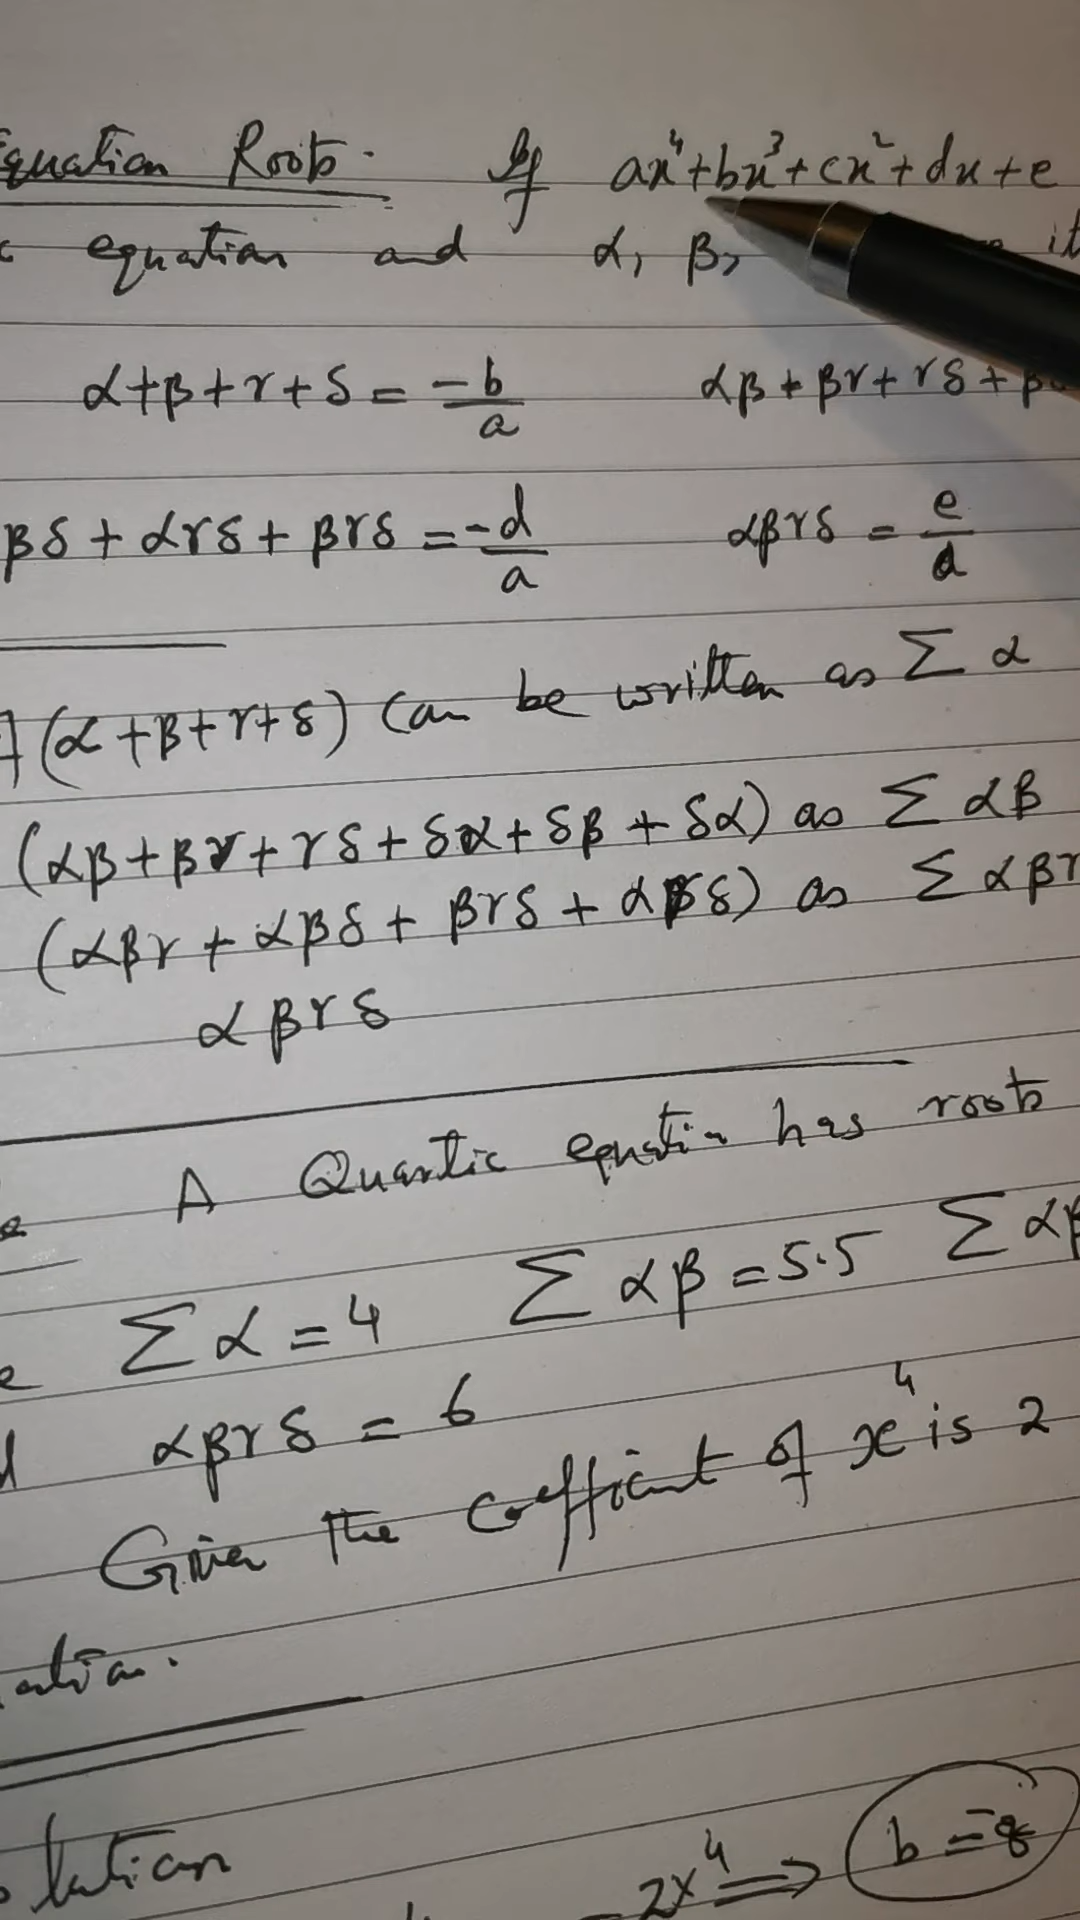 Equation Roots. If ax⁴+bx³+cx²+dx+e
equation and α, β,
α+β+γ+δ = -b/a αβ+βγ+γδ+β
βδ+αγδ+βγδ = -d/a αβγδ = e/a
(α+β+γ+δ) can be written as Σα
(αβ+βγ+γδ+δα+δβ+δα) as Σαβ
(αβγ+αβδ+βγδ+αβδ) as Σαβγ
αβγδ
A Quartic equation has roots
Σα=4 Σαβ=5.5 Σαβ
αβγδ = 6
Given the coefficient of x⁴ is 2
lution
2x⁴ ⇒ b=-8